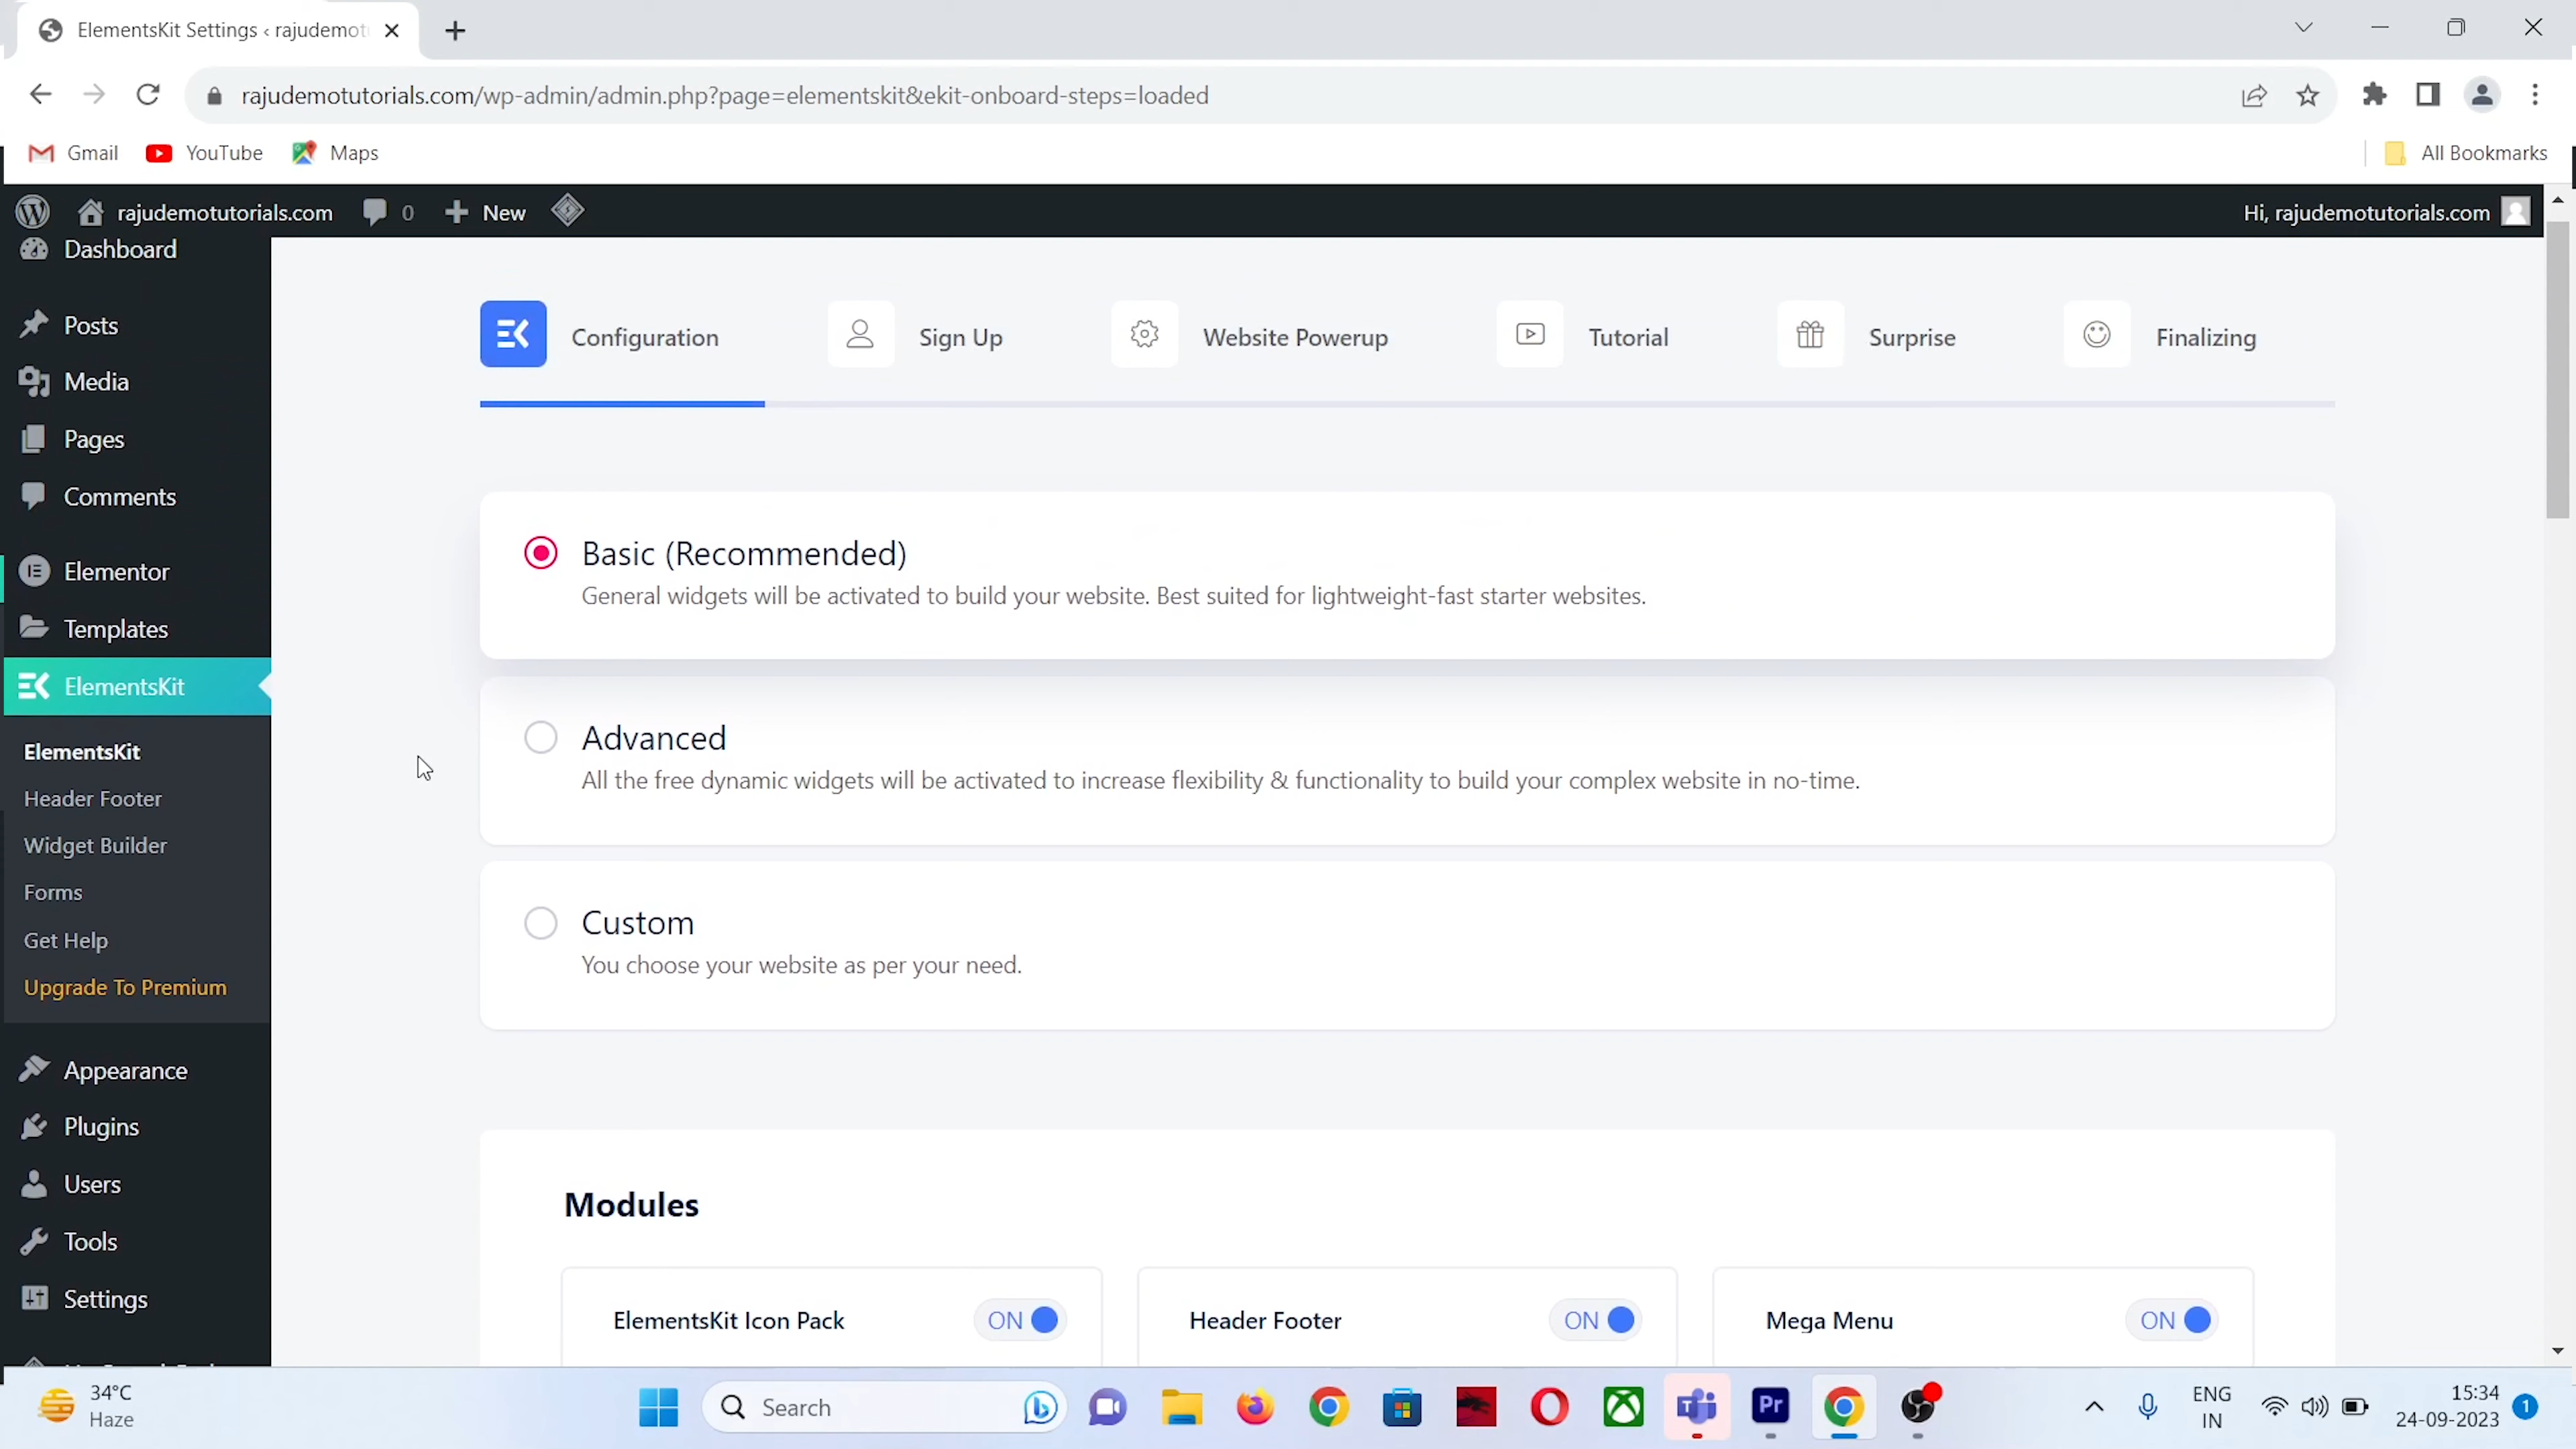 ElementsKit Settings ‹ rajudemot
rajudemotutorials.com/wp-admin/admin.php?page=elementskit&ekit-onboard-steps=loaded
Gmail
YouTube
Maps
All Bookmarks
rajudemotutorials.com
0
New
Hi, rajudemotutorials.com
Dashboard
Posts
Media
Pages
Comments
Elementor
Templates
ElementsKit
ElementsKit
Header Footer
Widget Builder
Forms
Get Help
Upgrade To Premium
Appearance
Plugins
Users
Tools
Settings
Configuration
Sign Up
Website Powerup
Tutorial
Surprise
Finalizing
Basic (Recommended)
General widgets will be activated to build your website. Best suited for lightweight-fast starter websites.
Advanced
All the free dynamic widgets will be activated to increase flexibility & functionality to build your complex website in no-time.
Custom
You choose your website as per your need.
Modules
ElementsKit Icon Pack
ON
Header Footer
ON
Mega Menu
ON
34°C
Haze
Search
Pr
ENG
IN
15:34
24-09-2023
1